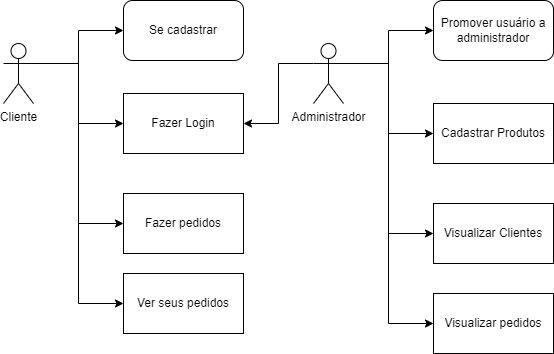 Se cadastrar
Promover usuário a
administrador
Cliente
Fazer Login
Administrador
Cadastrar Produtos
Fazer pedidos
Visualizar Clientes
Ver seus pedidos
Visualizar pedidos